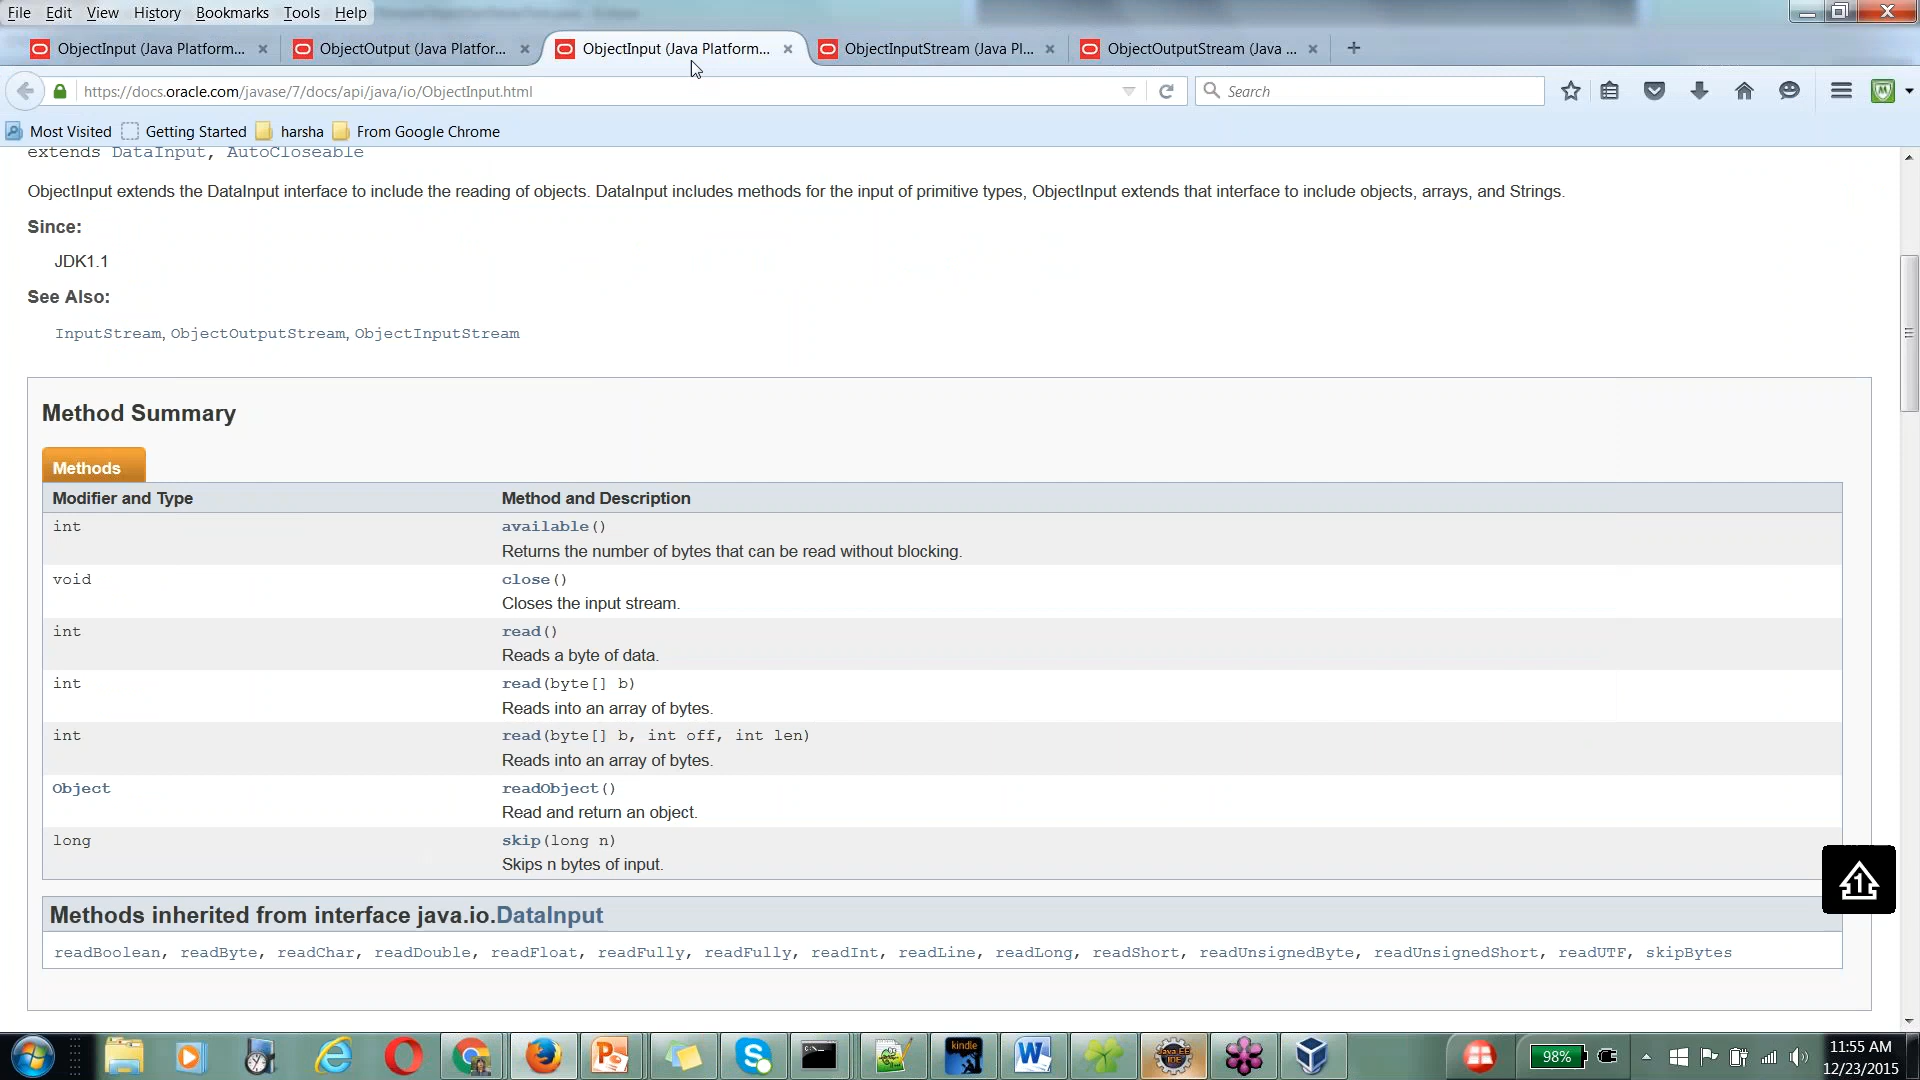 File Edit View History Bookmarks Tools Help
ObjectInput (Java Platform... ObjectOutput (Java Platfor... ObjectInput (Java Platform... ObjectInputStream (Java Pl... ObjectOutputStream (Java ...
https://docs.oracle.com/javase/7/docs/api/java/io/ObjectInput.html Search
Most Visited Getting Started harsha From Google Chrome
extends DataInput, AutoCloseable
ObjectInput extends the DataInput interface to include the reading of objects. DataInput includes methods for the input of primitive types, ObjectInput extends that interface to include objects, arrays, and Strings.
Since:
JDK1.1
See Also:
InputStream, ObjectOutputStream, ObjectInputStream
Method Summary
Methods
Modifier and Type Method and Description
int available()
Returns the number of bytes that can be read without blocking.
void close()
Closes the input stream.
int read()
Reads a byte of data.
int read(byte[] b)
Reads into an array of bytes.
int read(byte[] b, int off, int len)
Reads into an array of bytes.
Object readObject()
Read and return an object.
long skip(long n)
Skips n bytes of input.
Methods inherited from interface java.io.DataInput
readBoolean, readByte, readChar, readDouble, readFloat, readFully, readFully, readInt, readLine, readLong, readShort, readUnsignedByte, readUnsignedShort, readUTF, skipBytes
1
kindle
Java EE
IDE
98%
11:55 AM
12/23/2015